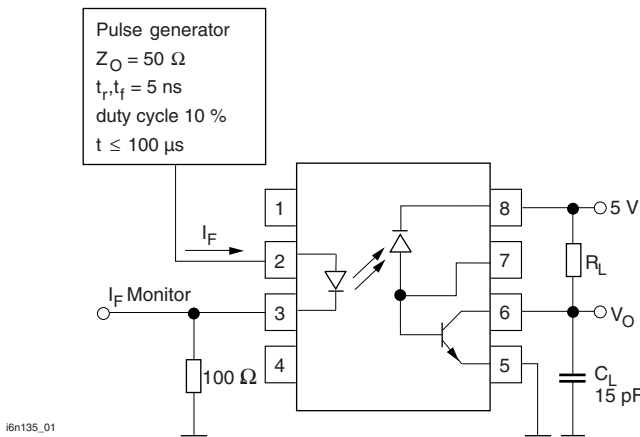 Pulse generator
Z_O = 50 Ω
t_r,t_f = 5 ns
duty cycle 10 %
t ≤ 100 µs
I_F
1
2
3
4
8
7
6
5
5 V
R_L
V_O
C_L
15 pF
I_F Monitor
100 Ω
i6n135_01